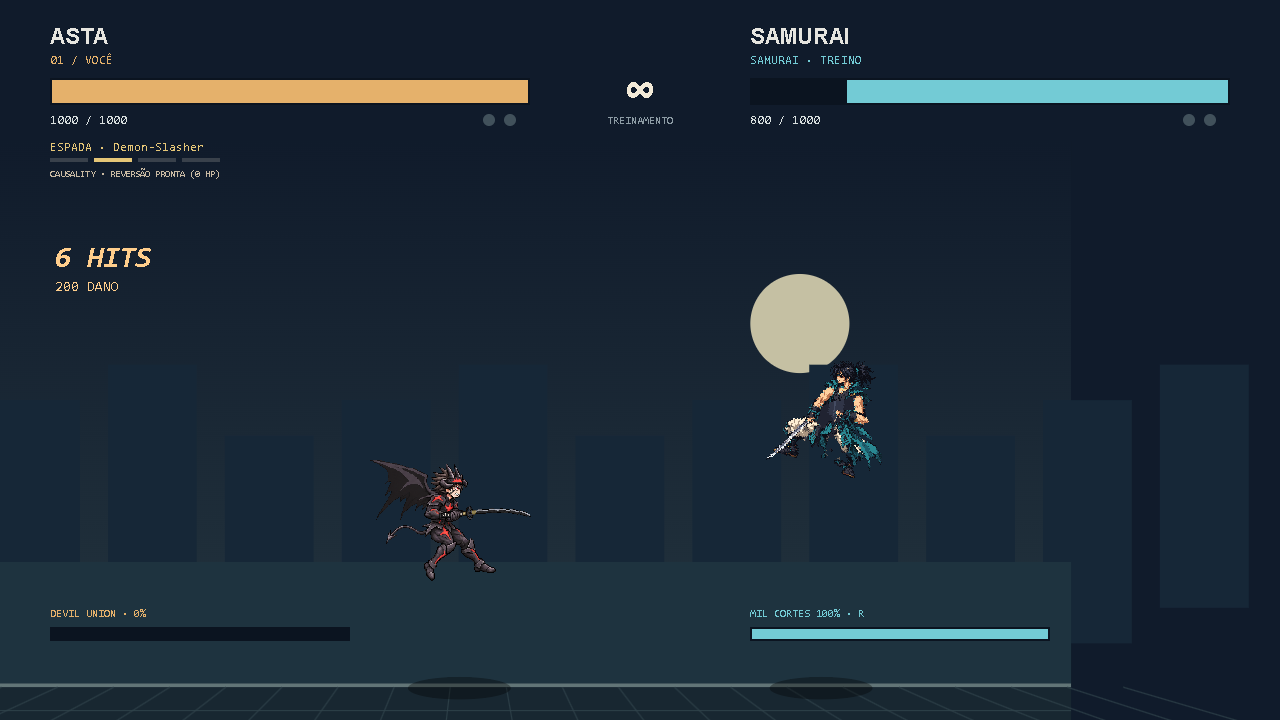 ASTA
01 / VOCÊ
1000 / 1000
ESPADA · Demon-Slasher
CAUSALITY · REVERSÃO PRONTA (0 HP)
6 HITS
200 DANO
∞
TREINAMENTO
SAMURAI
SAMURAI · TREINO
800 / 1000
DEVIL UNION · 0%
MIL CORTES 100% · R